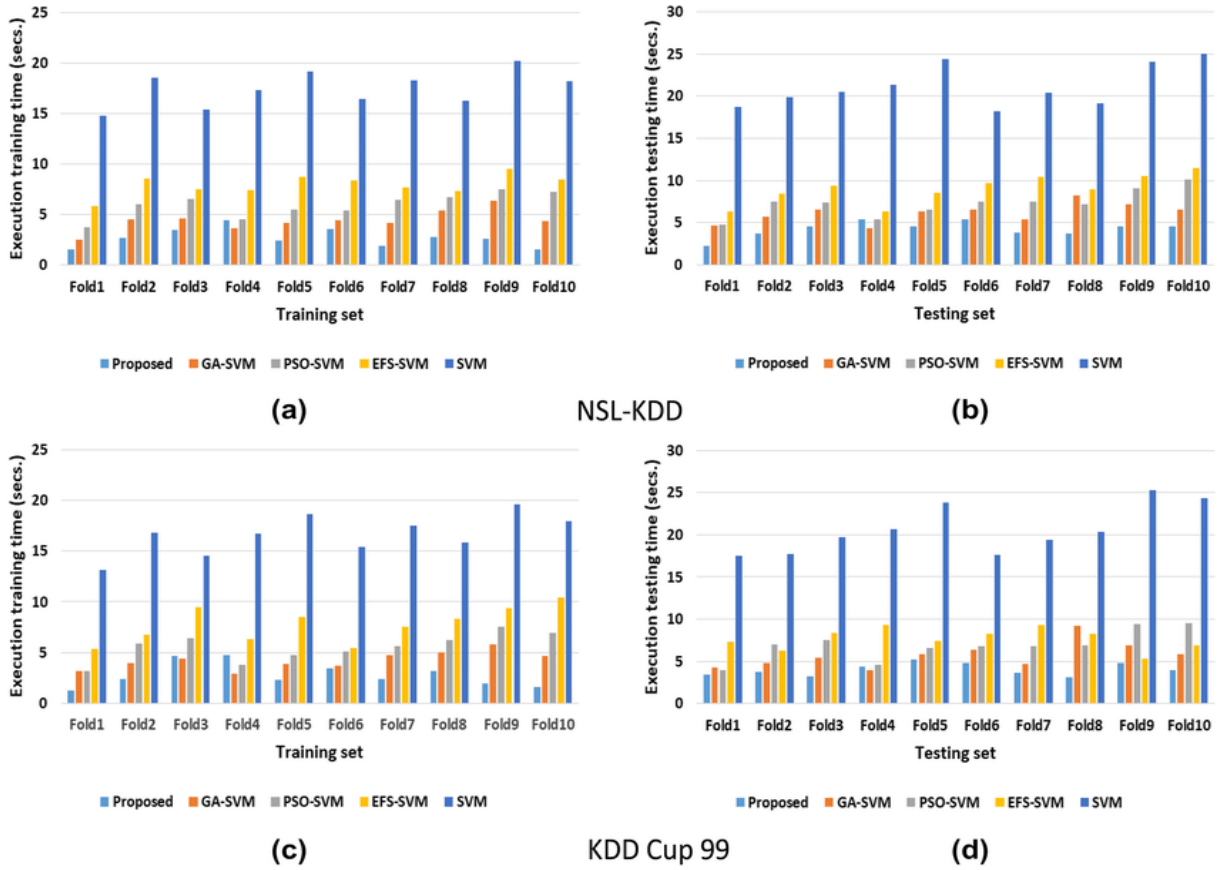 25
20
15
10
5
0
Execution training time (secs.)
Fold1 Fold2 Fold3 Fold4 Fold5 Fold6 Fold7 Fold8 Fold9 Fold10
Training set
Proposed GA-SVM PSO-SVM EFS-SVM SVM
(a)
30
25
20
15
10
5
0
Execution testing time (secs.)
Fold1 Fold2 Fold3 Fold4 Fold5 Fold6 Fold7 Fold8 Fold9 Fold10
Testing set
Proposed GA-SVM PSO-SVM EFS-SVM SVM
(b)
NSL-KDD
25
20
15
10
5
0
Execution training time (secs.)
Fold1 Fold2 Fold3 Fold4 Fold5 Fold6 Fold7 Fold8 Fold9 Fold10
Training set
Proposed GA-SVM PSO-SVM EFS-SVM SVM
(c)
30
25
20
15
10
5
0
Execution testing time (secs.)
Fold1 Fold2 Fold3 Fold4 Fold5 Fold6 Fold7 Fold8 Fold9 Fold10
Testing set
Proposed GA-SVM PSO-SVM EFS-SVM SVM
(d)
KDD Cup 99